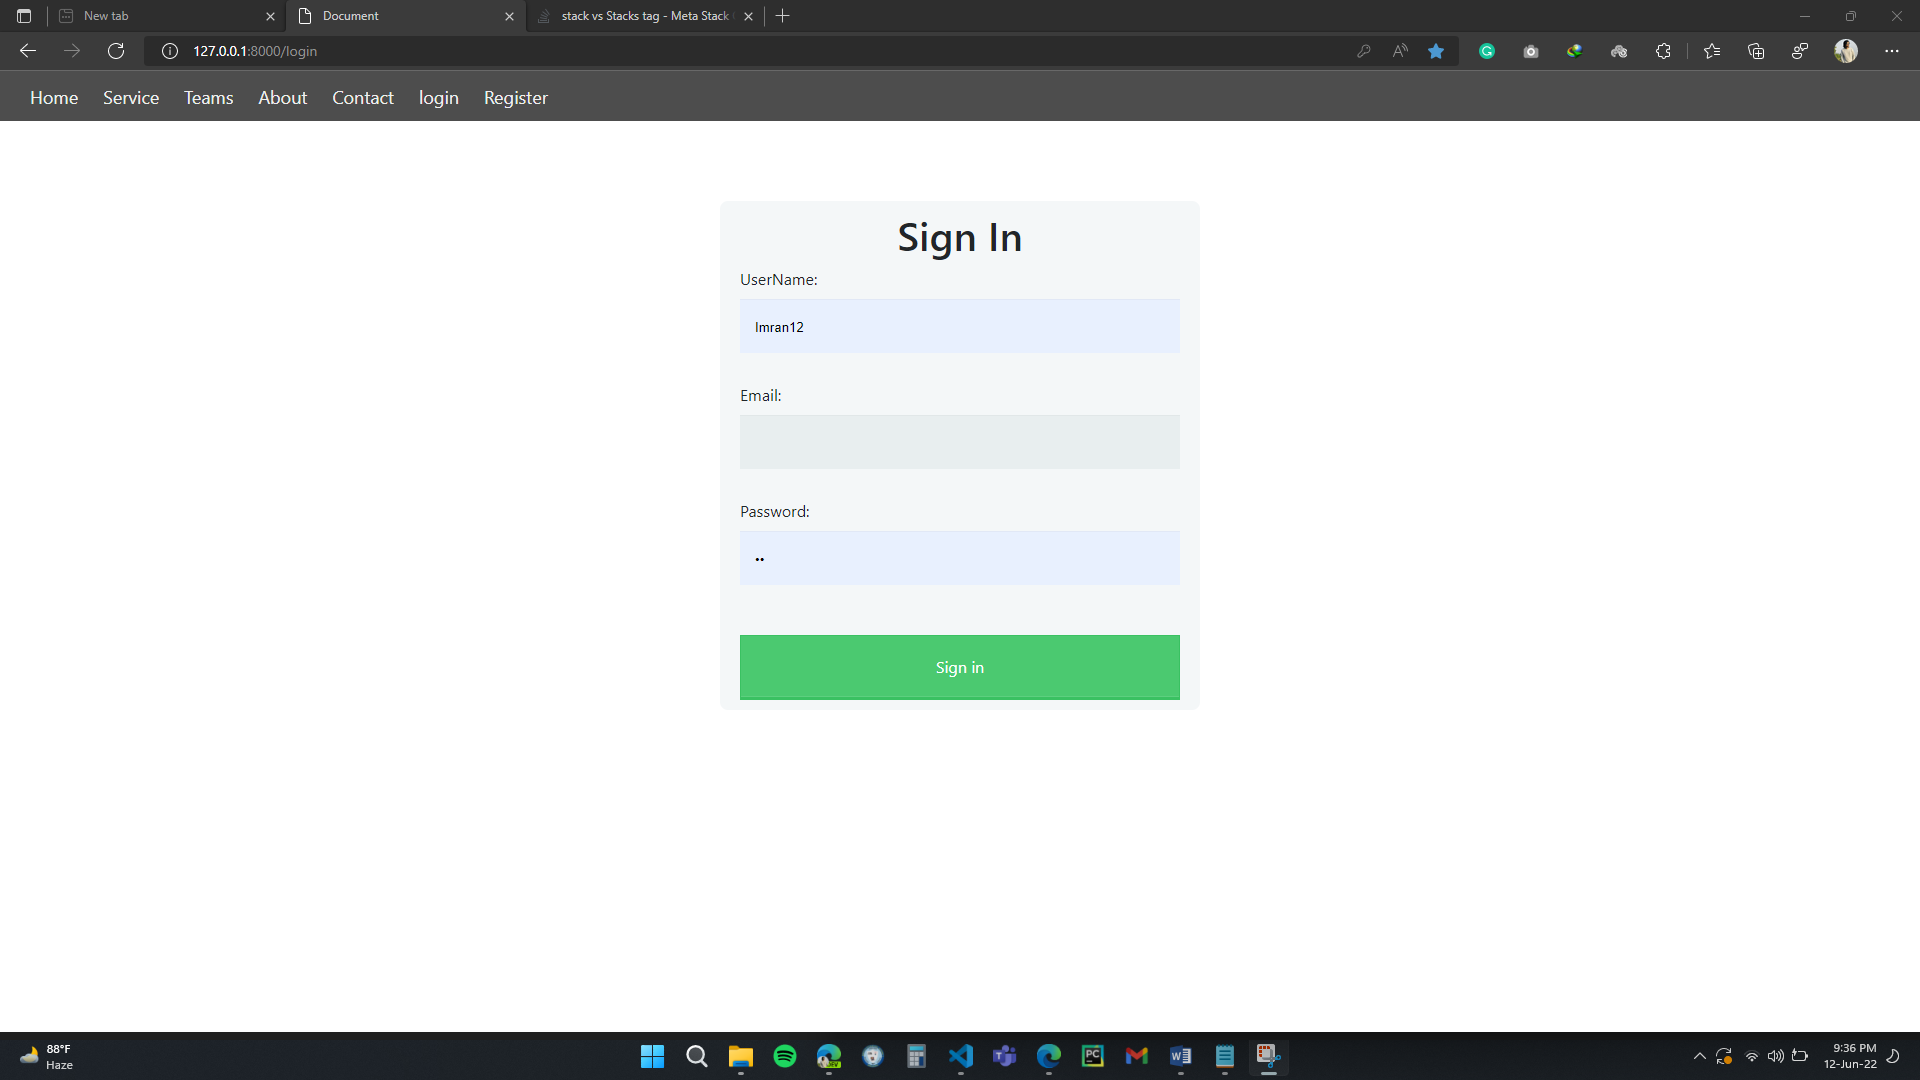 New tab
Document
stack vs Stacks tag - Meta Stack
127.0.0.1:8000/login
Home Service Teams About Contact login Register
Sign In
UserName:
Imran12
Email:
Password:
••
Sign in
88°F
Haze
9:36 PM
12-Jun-22